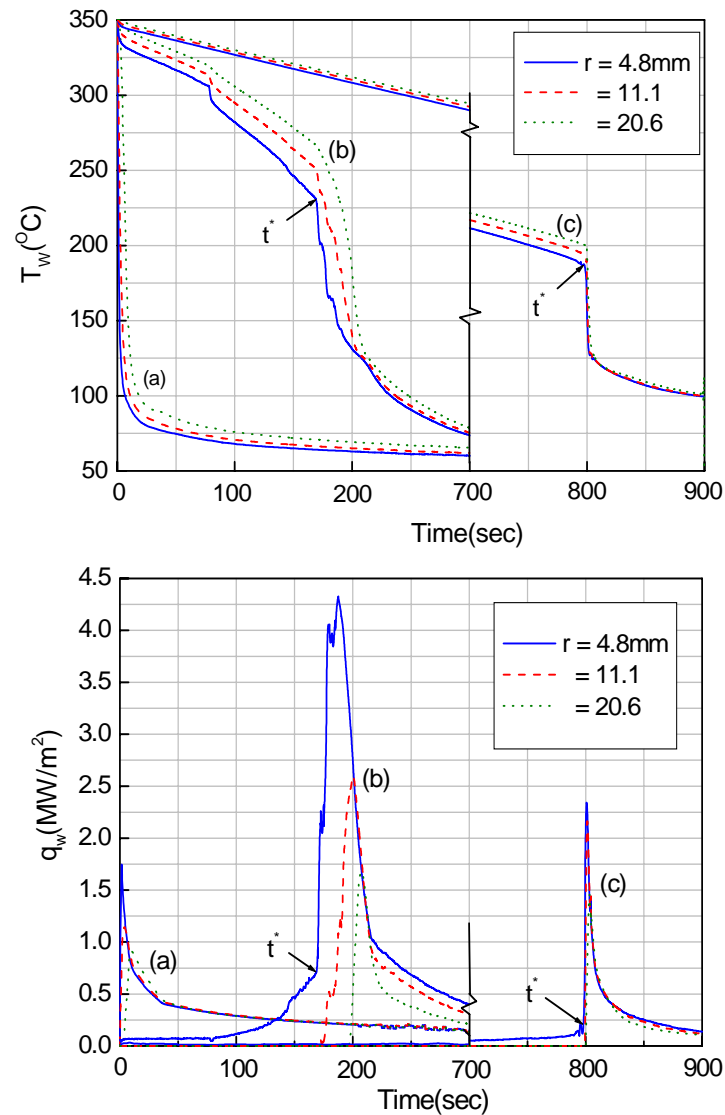 350
300
250
200
150
100
50
T_W(°C)
r = 4.8mm
= 11.1
= 20.6
(a)
(b)
(c)
t*
t*
0
100
200
700
800
900
Time(sec)
4.5
4.0
3.5
3.0
2.5
2.0
1.5
1.0
0.5
0.0
q_w(MW/m²)
r = 4.8mm
= 11.1
= 20.6
(a)
(b)
(c)
t*
t*
0
100
200
700
800
900
Time(sec)